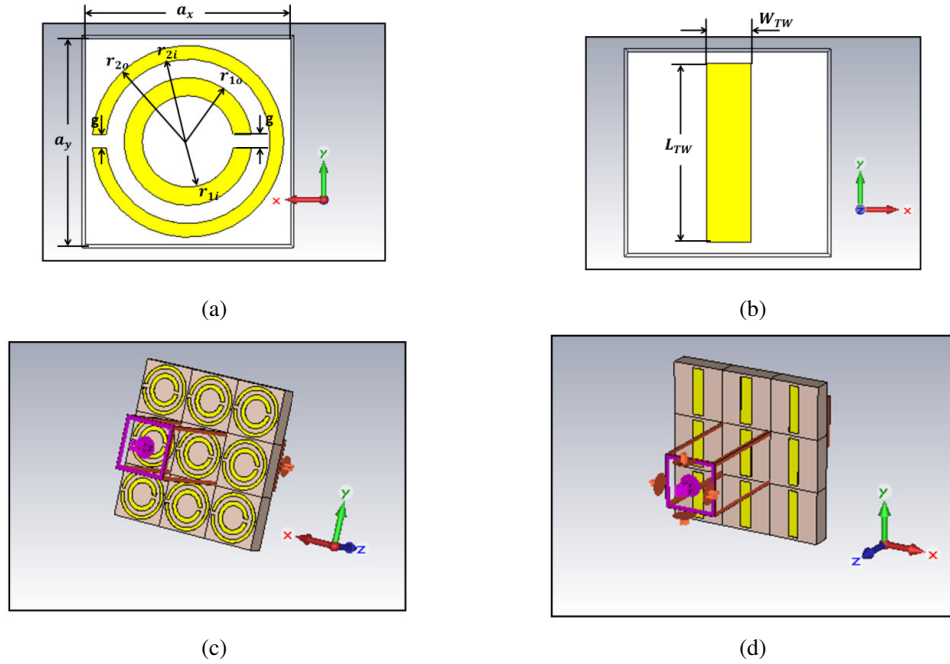 a_x
W_TW
r_2o
r_2i
r_1o
g
g
a_y
L_TW
r_1i
Y
X
Y
Z
X
(a)
(b)
Y
X
Z
Y
Z
X
(c)
(d)